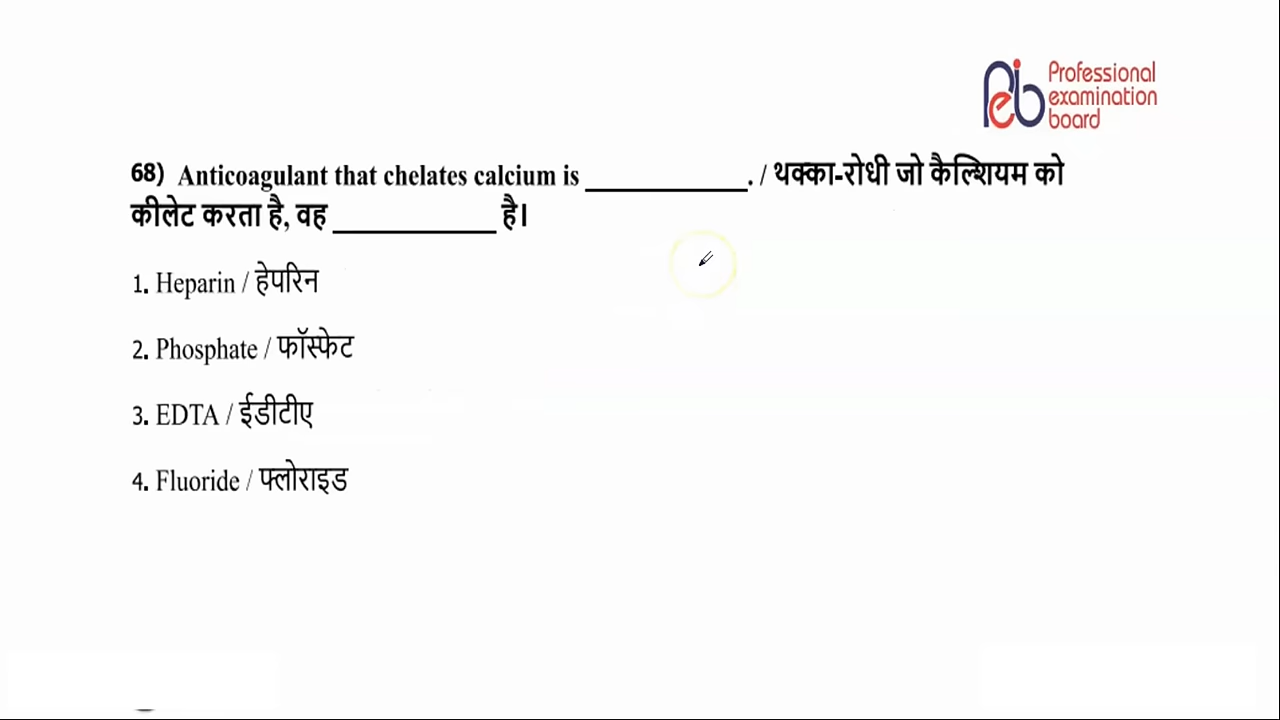 Peb Professional
examination
board
68) Anticoagulant that chelates calcium is ____________. / थक्का-रोधी जो कैल्शियम को
कीलेट करता है, वह ____________ है।
1. Heparin / हेपरिन
2. Phosphate / फॉस्फेट
3. EDTA / ईडीटीए
4. Fluoride / फ्लोराइड